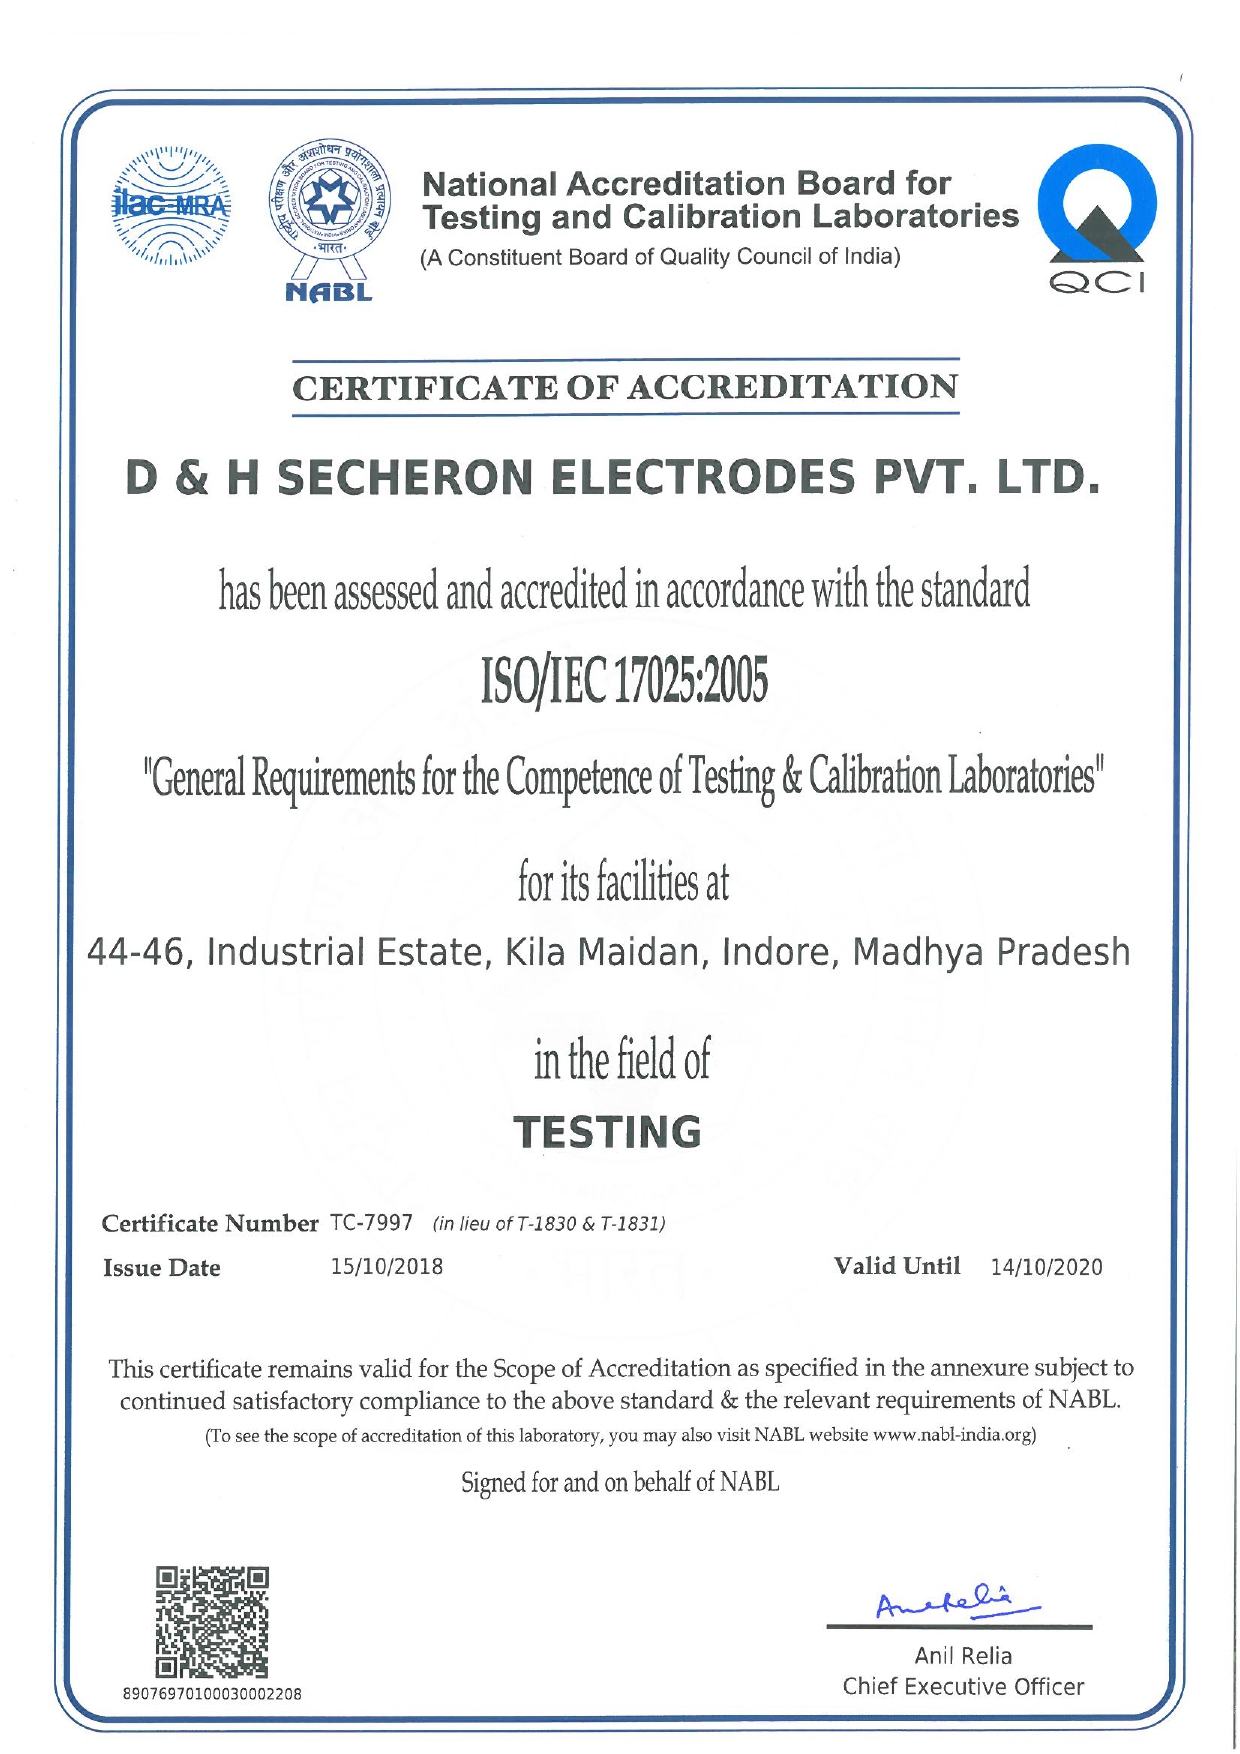 ilac-MRA
राष्ट्रीय परीक्षण और अंशशोधन प्रयोगशाला प्रत्यायन बोर्ड
·भारत·
NABL
National Accreditation Board for
Testing and Calibration Laboratories
(A Constituent Board of Quality Council of India)
QCI
CERTIFICATE OF ACCREDITATION
D & H SECHERON ELECTRODES PVT. LTD.
has been assessed and accredited in accordance with the standard
ISO/IEC 17025:2005
"General Requirements for the Competence of Testing & Calibration Laboratories"
for its facilities at
44-46, Industrial Estate, Kila Maidan, Indore, Madhya Pradesh
in the field of
TESTING
Certificate Number TC-7997 (in lieu of T-1830 & T-1831)
Issue Date 15/10/2018 Valid Until 14/10/2020
This certificate remains valid for the Scope of Accreditation as specified in the annexure subject to
continued satisfactory compliance to the above standard & the relevant requirements of NABL.
(To see the scope of accreditation of this laboratory, you may also visit NABL website www.nabl-india.org)
Signed for and on behalf of NABL
Anil Relia
Chief Executive Officer
89076970100030002208